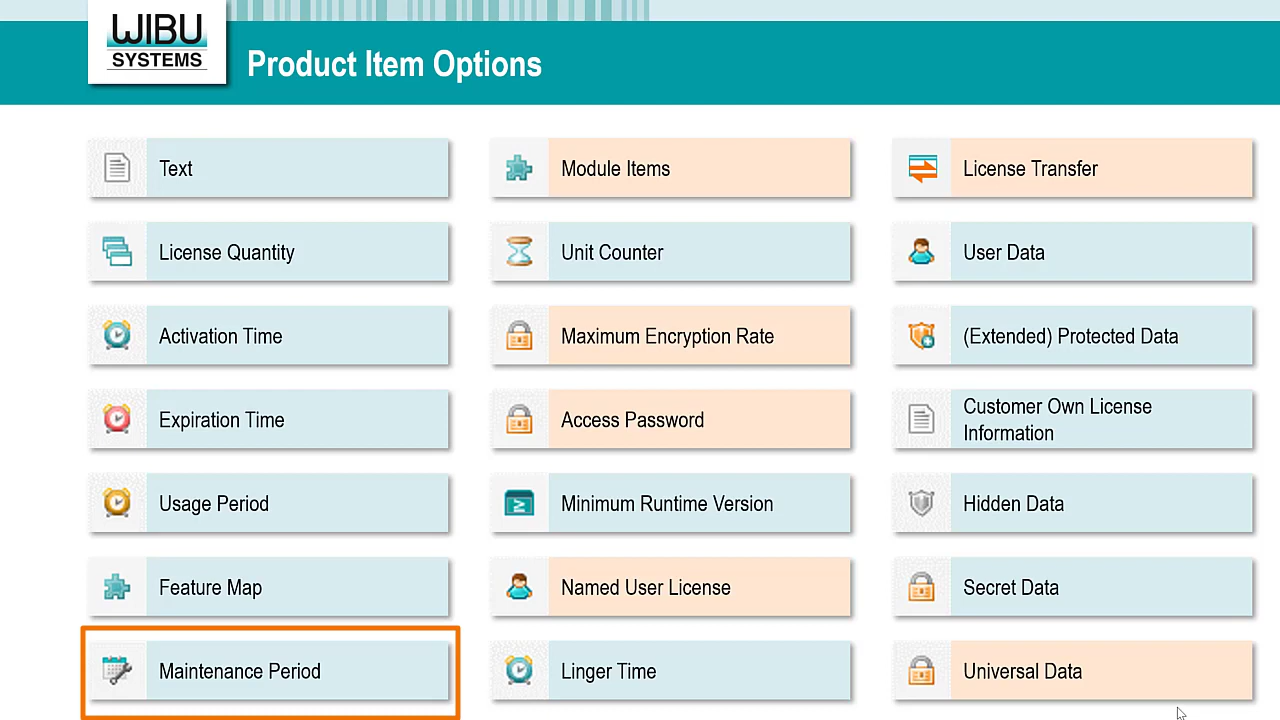 WIBU
SYSTEMS
Product Item Options
Text
License Quantity
Activation Time
Expiration Time
Usage Period
Feature Map
Maintenance Period
Module Items
Unit Counter
Maximum Encryption Rate
Access Password
Minimum Runtime Version
Named User License
Linger Time
License Transfer
User Data
(Extended) Protected Data
Customer Own License
Information
Hidden Data
Secret Data
Universal Data